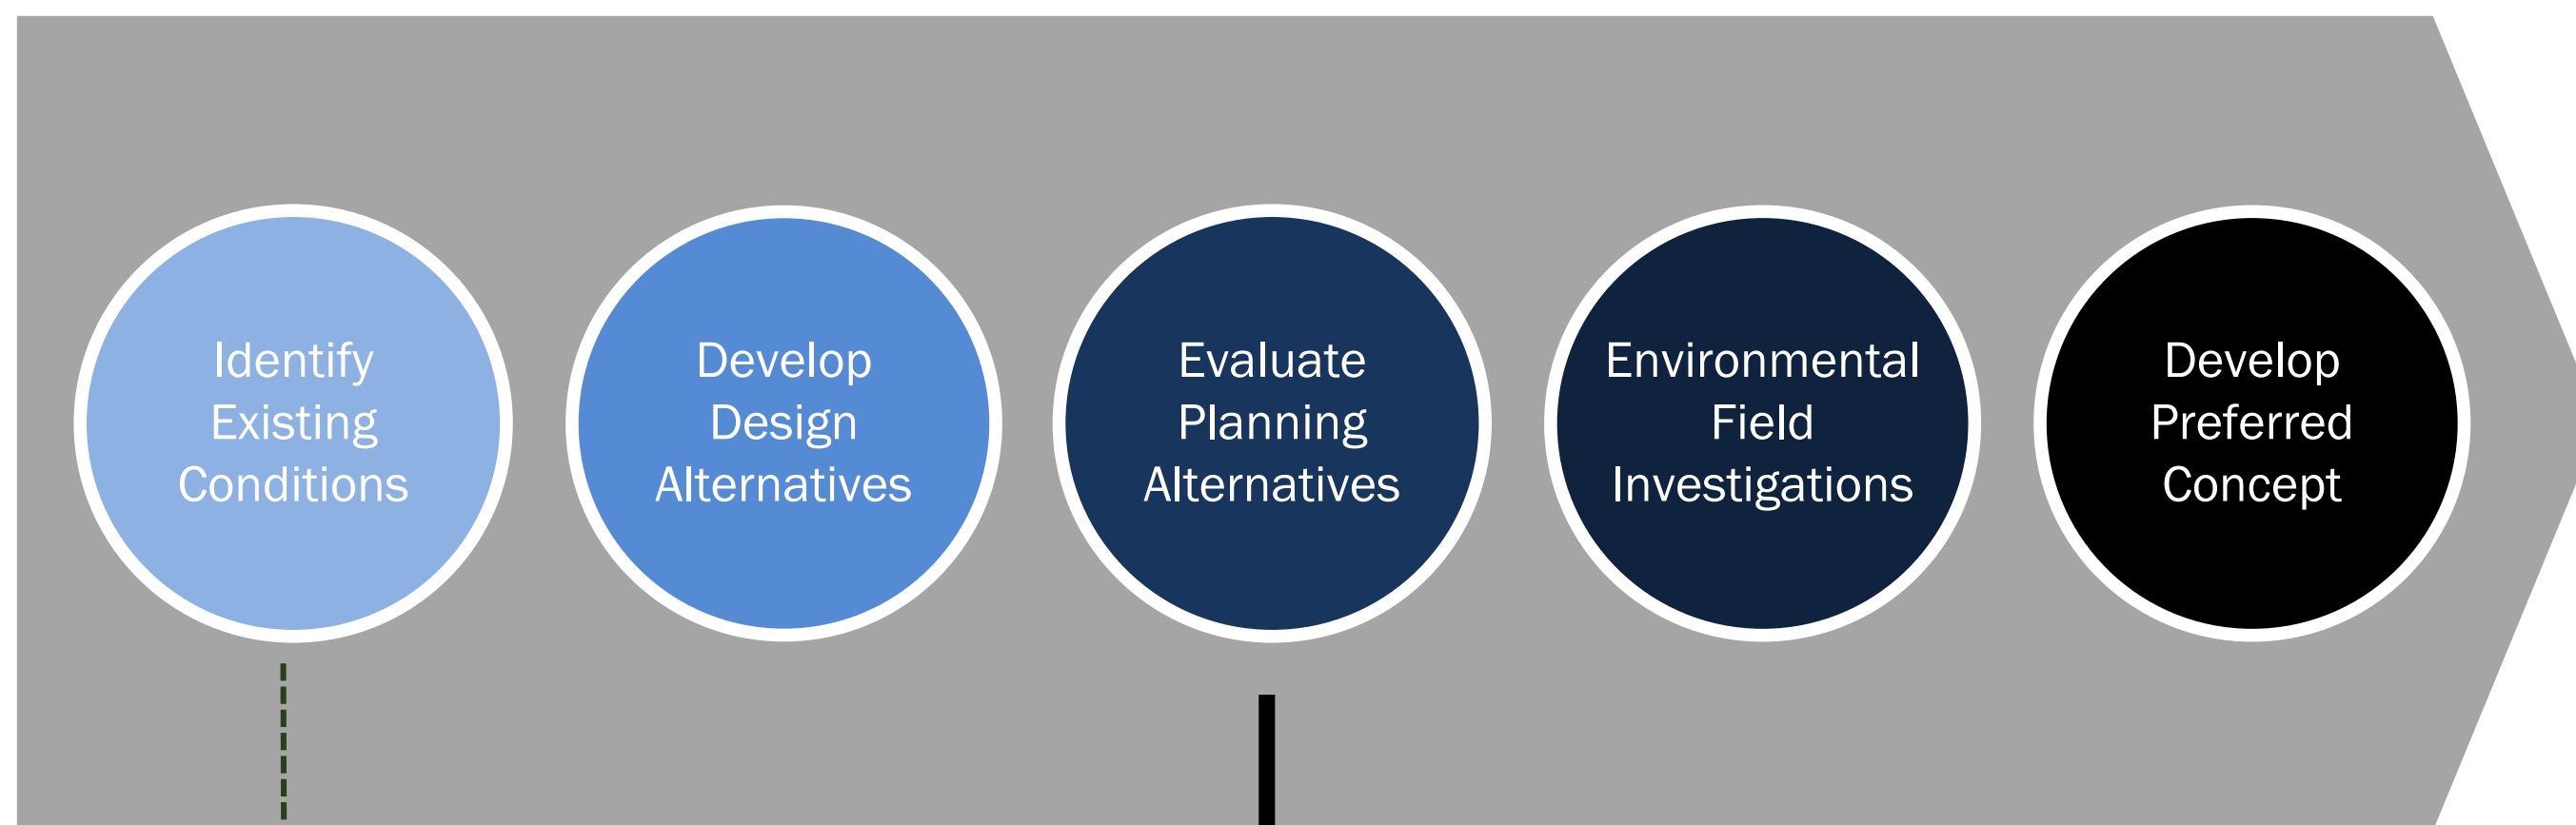 Identify
Existing
Conditions
Develop
Design
Alternatives
Evaluate
Planning
Alternatives
Environmental
Field
Investigations
Develop
Preferred
Concept